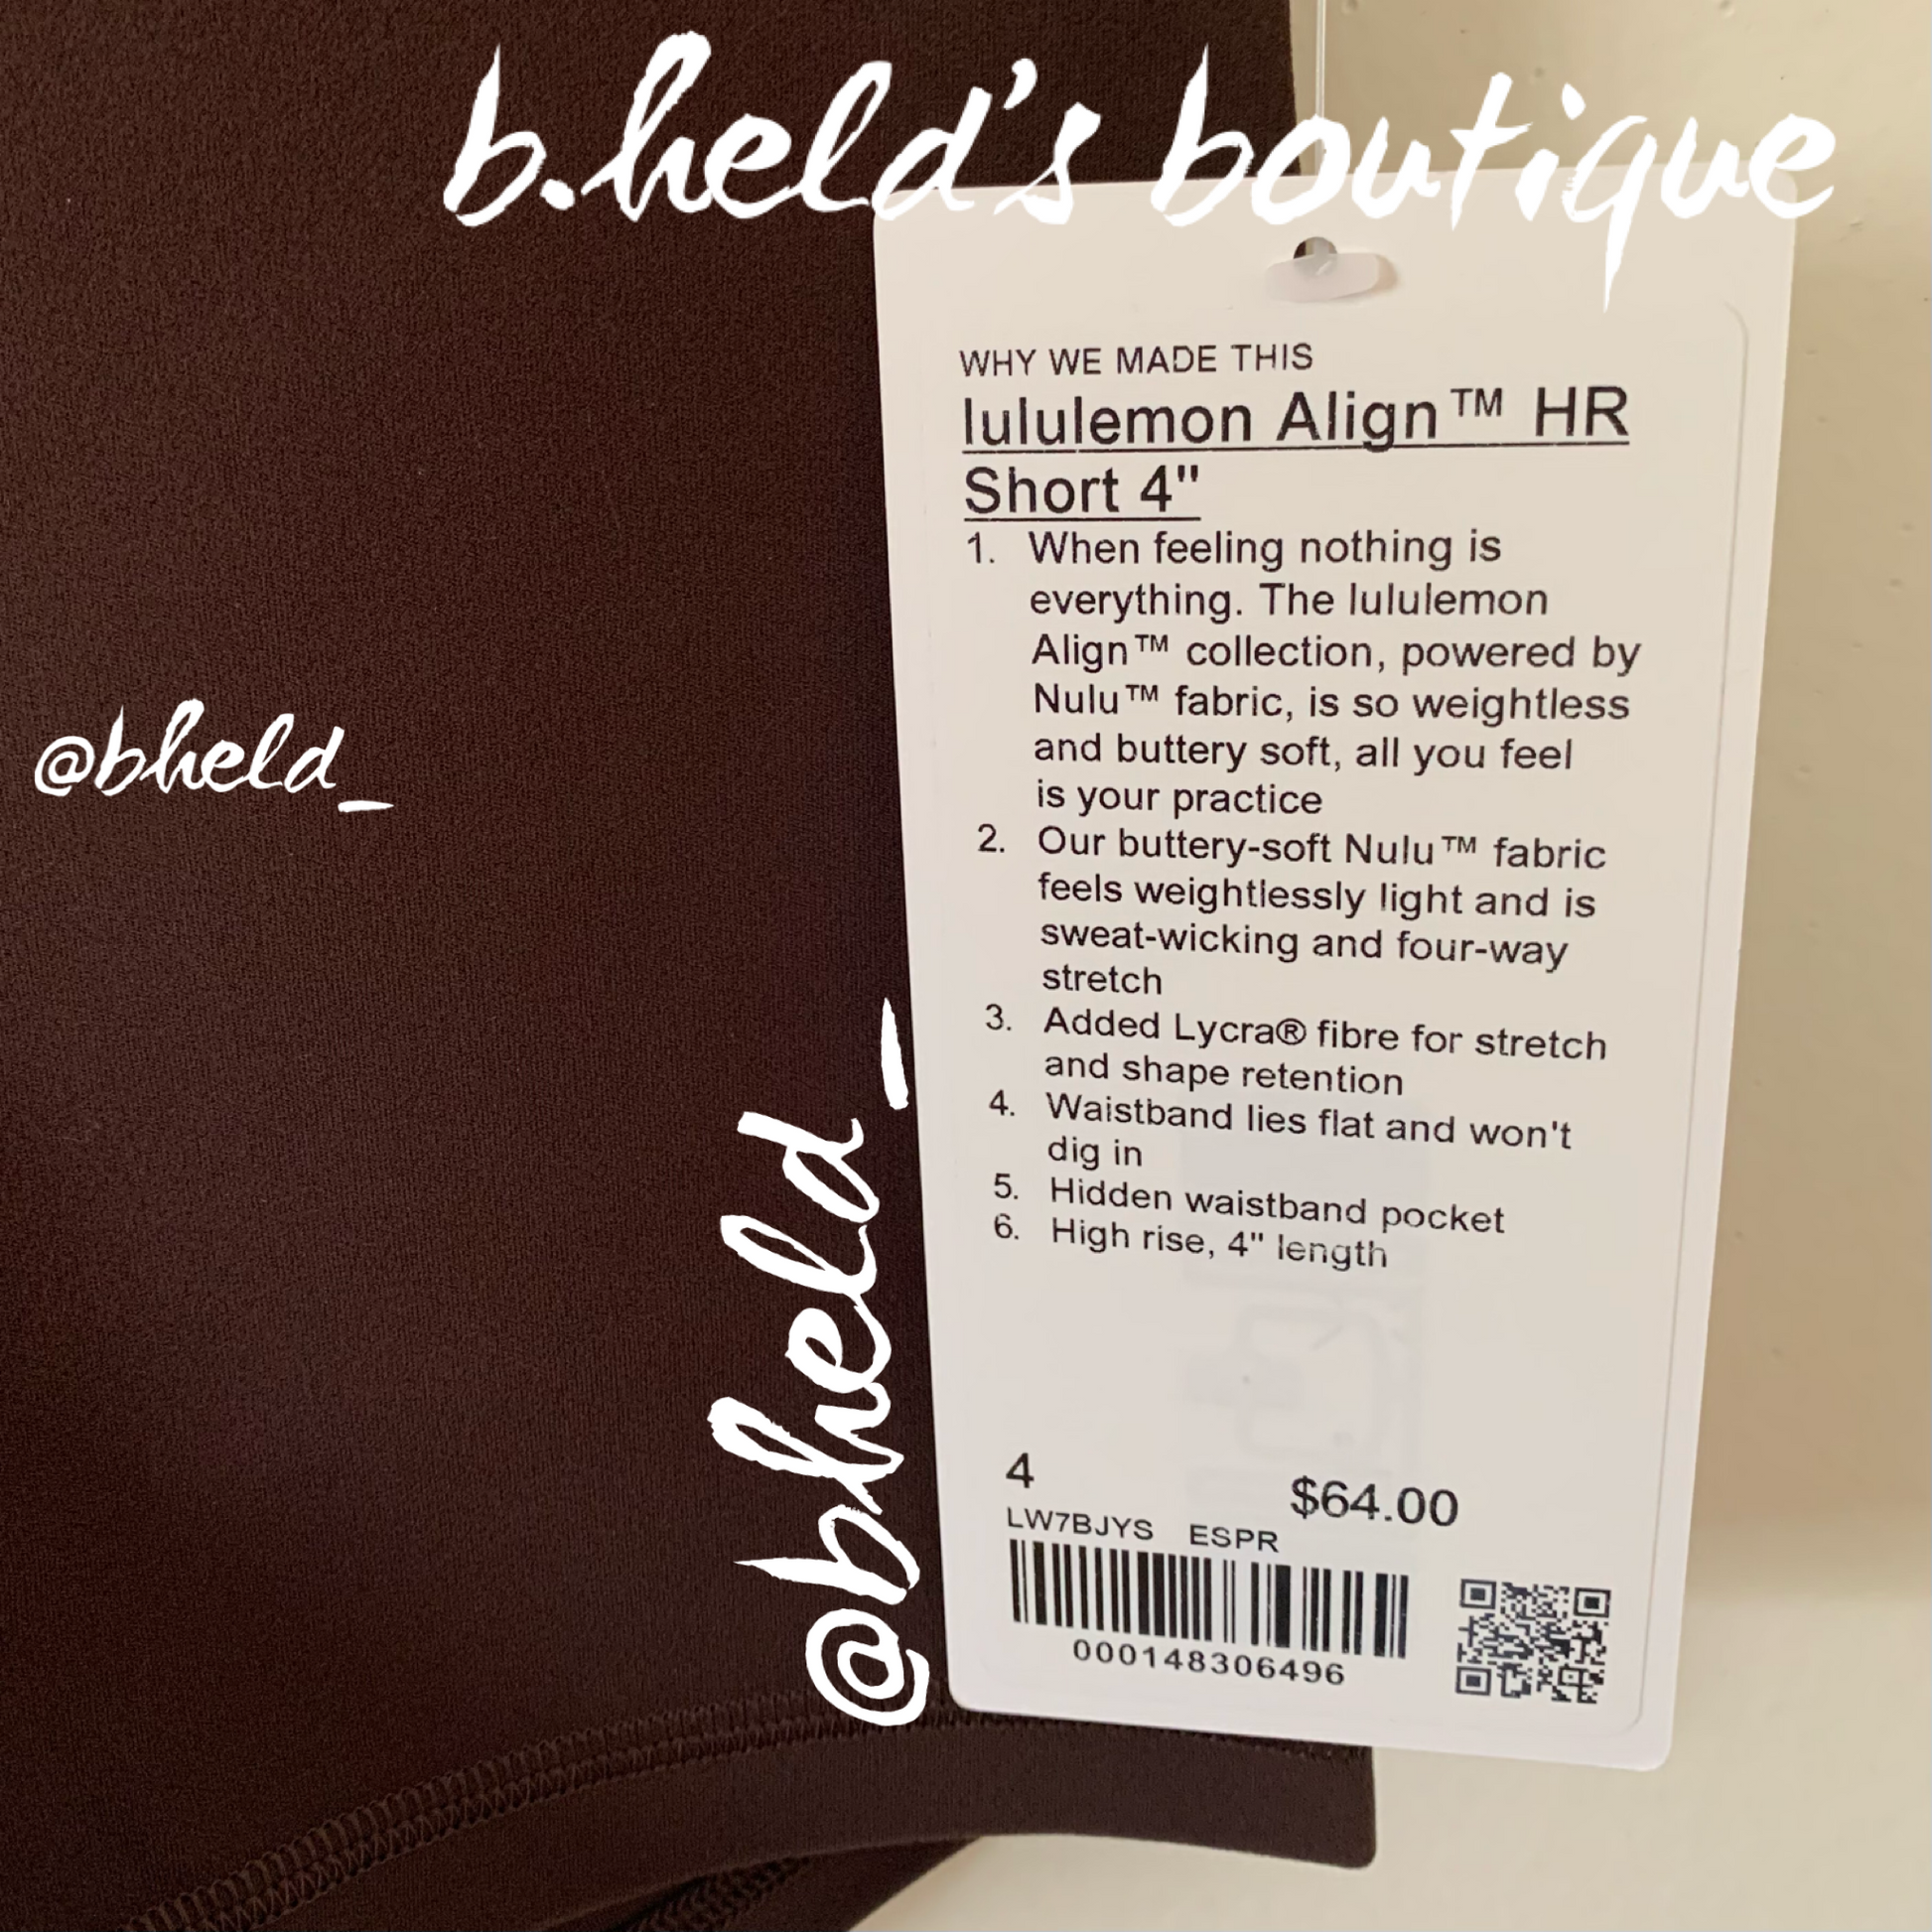 b.held's boutique
WHY WE MADE THIS
lululemon Align™ HR
Short 4"
1. When feeling nothing is
everything. The lululemon
Align™ collection, powered by
Nulu™ fabric, is so weightless
and buttery soft, all you feel
is your practice
2. Our buttery-soft Nulu™ fabric
feels weightlessly light and is
sweat-wicking and four-way
stretch
3. Added Lycra® fibre for stretch
and shape retention
4. Waistband lies flat and won't
dig in
5. Hidden waistband pocket
6. High rise, 4" length
4 $64.00
LW7BJYS ESPR
000148306496
@bheld_
@bheld_